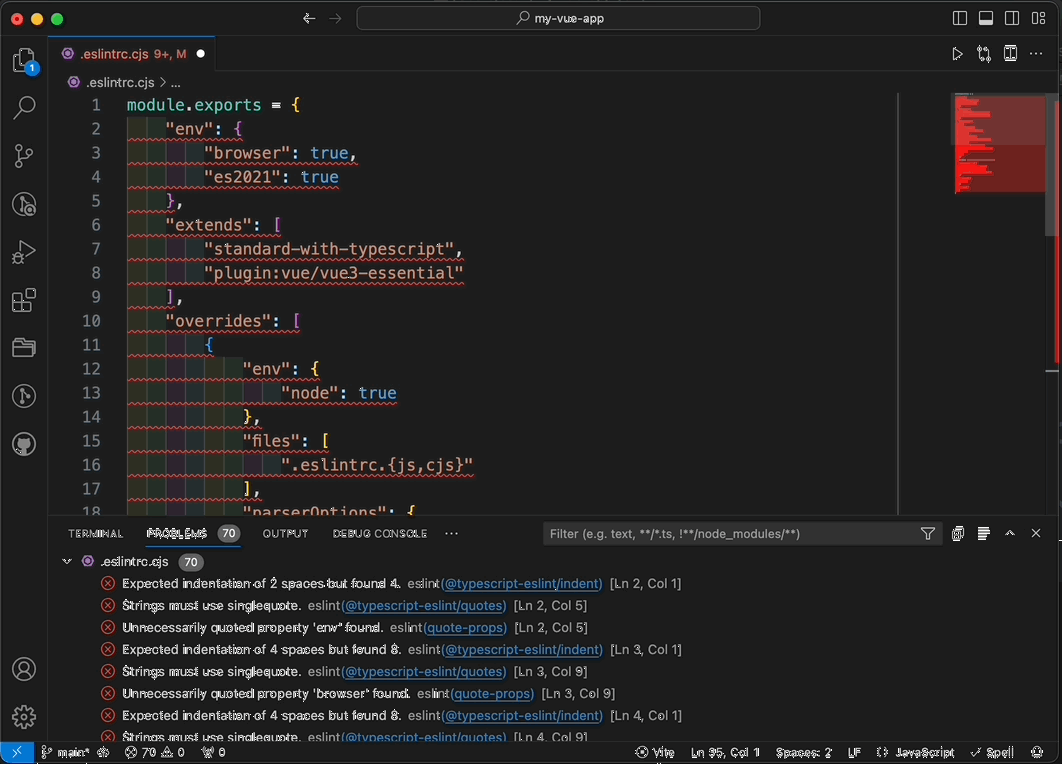 my-vue-app
.eslintrc.cjs 9+, M
1
.eslintrc.cjs > ...
1 module.exports = {
2 "env": {
3 "browser": true,
4 "es2021": true
5 },
6 "extends": [
7 "standard-with-typescript",
8 "plugin:vue/vue3-essential"
9 ],
10 "overrides": [
11 {
12 "env": {
13 "node": true
14 },
15 "files": [
16 ".eslintrc.{js,cjs}"
17 ],
18 "parserOptions": {
TERMINAL PROBLEMS 70 OUTPUT DEBUG CONSOLE ... Filter (e.g. text, **/*.ts, !**/node_modules/**)
.eslintrc.cjs 70
Expected indentation of 2 spaces but found 4. eslint(@typescript-eslint/indent) [Ln 2, Col 1]
Strings must use singlequote. eslint(@typescript-eslint/quotes) [Ln 2, Col 5]
Unnecessarily quoted property 'env' found. eslint(quote-props) [Ln 2, Col 5]
Expected indentation of 4 spaces but found 8. eslint(@typescript-eslint/indent) [Ln 3, Col 1]
Strings must use singlequote. eslint(@typescript-eslint/quotes) [Ln 3, Col 9]
Unnecessarily quoted property 'browser' found. eslint(quote-props) [Ln 3, Col 9]
Expected indentation of 4 spaces but found 8. eslint(@typescript-eslint/indent) [Ln 4, Col 1]
Strings must use singlequote. eslint(@typescript-eslint/quotes) [Ln 4, Col 9]
main* 70 0 0 Vite Ln 35, Col 1 Spaces: 2 LF JavaScript Spell